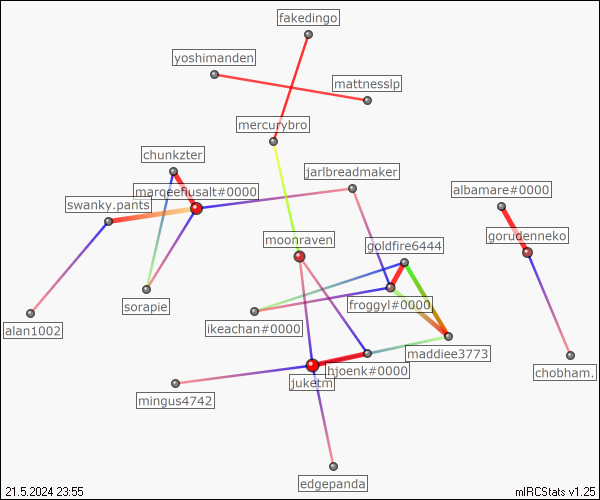 fakedingo
yoshimanden
mattnesslp
mercurybro
chunkzter
jarlbreadmaker
marqeeflusalt#0000
albamare#0000
swanky.pants
gorudenneko
moonraven
goldfire6444
sorapie
froggyl#0000
alan1002
ikeachan#0000
maddiee3773
hjoenk#0000
chobham.
juketm
mingus4742
edgepanda
21.5.2024 23:55
mIRCStats v1.25